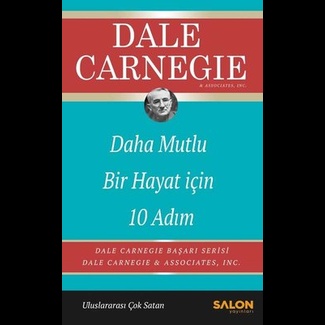 DALE
CARNEGIE
& ASSOCIATES, INC.
Daha Mutlu
Bir Hayat için
10 Adım
DALE CARNEGIE BAŞARI SERİSİ
DALE CARNEGIE & ASSOCIATES, INC.
Uluslararası Çok Satan
SALON
yayınları